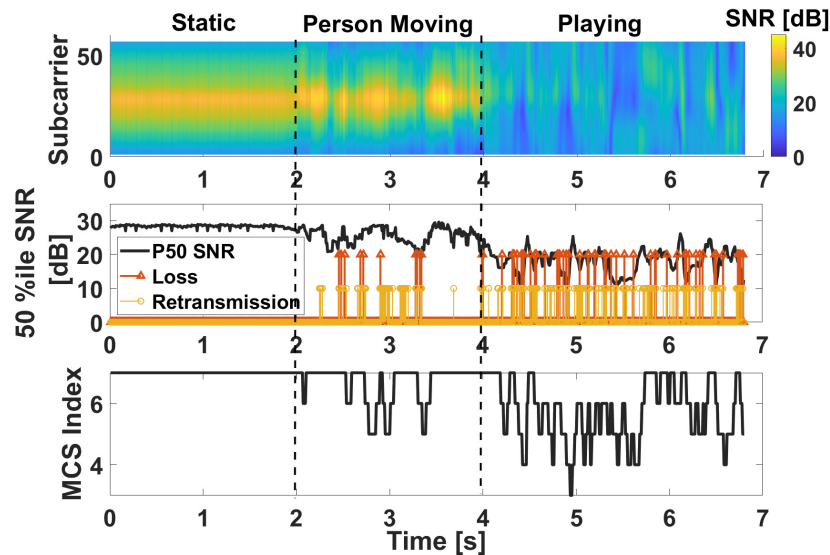 Static Person Moving Playing SNR [dB]
Subcarrier
50
0
0 1 2 3 4 5 6 7
40
20
0
50 %ile SNR
[dB]
30
20
10
0
P50 SNR
Loss
Retransmission
0 1 2 3 4 5 6 7
MCS Index
6
4
0 1 2 3 4 5 6 7
Time [s]